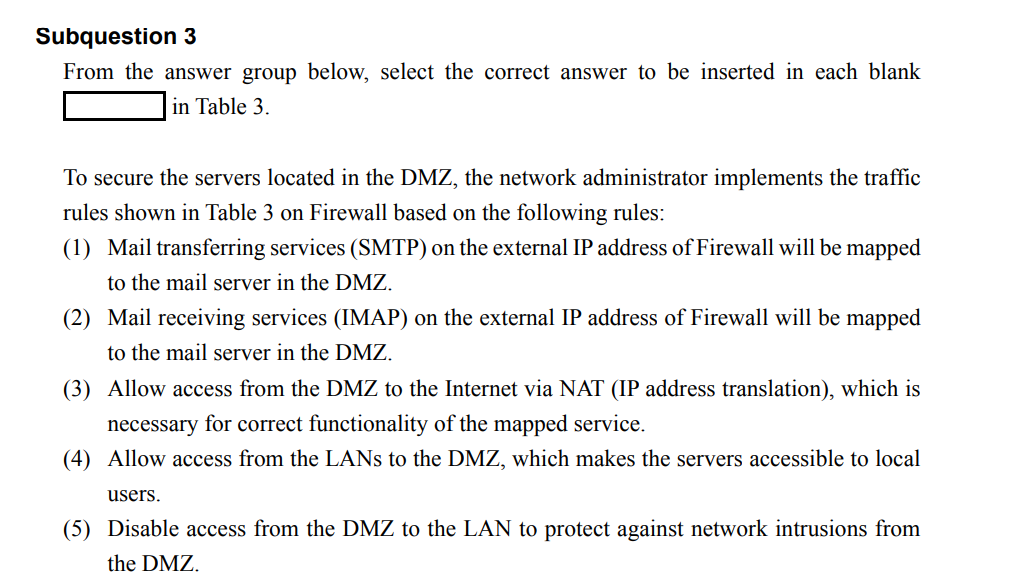 Subquestion 3
From the answer group below, select the correct answer to be inserted in each blank
in Table 3.
To secure the servers located in the DMZ, the network administrator implements the traffic
rules shown in Table 3 on Firewall based on the following rules:
(1) Mail transferring services (SMTP) on the external IP address of Firewall will be mapped
to the mail server in the DMZ.
(2) Mail receiving services (IMAP) on the external IP address of Firewall will be mapped
to the mail server in the DMZ.
(3) Allow access from the DMZ to the Internet via NAT (IP address translation), which is
necessary for correct functionality of the mapped service.
(4) Allow access from the LANs to the DMZ, which makes the servers accessible to local
users.
(5) Disable access from the DMZ to the LAN to protect against network intrusions from
the DMZ.